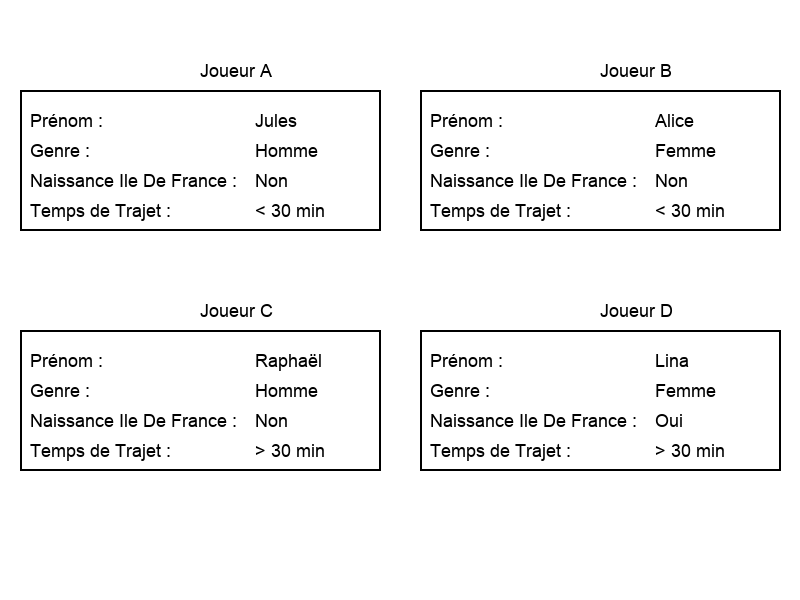 Joueur A
Prénom : Jules
Genre : Homme
Naissance Ile De France : Non
Temps de Trajet : < 30 min
Joueur B
Prénom : Alice
Genre : Femme
Naissance Ile De France : Non
Temps de Trajet : < 30 min
Joueur C
Prénom : Raphaël
Genre : Homme
Naissance Ile De France : Non
Temps de Trajet : > 30 min
Joueur D
Prénom : Lina
Genre : Femme
Naissance Ile De France : Oui
Temps de Trajet : > 30 min